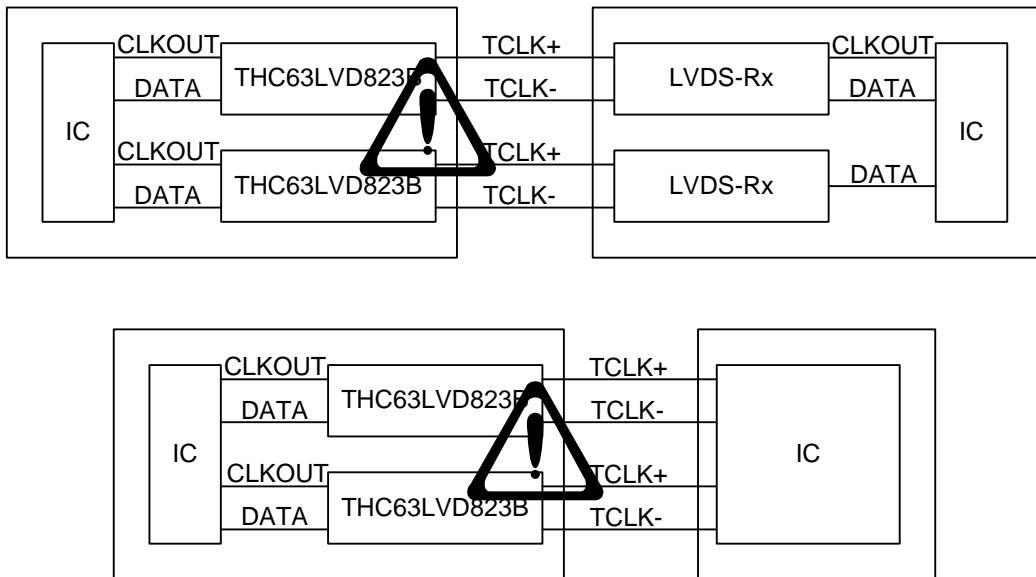 CLKOUT TCLK+ CLKOUT
THC63LVD823B LVDS-Rx
DATA TCLK- DATA
IC IC
CLKOUT TCLK+
THC63LVD823B LVDS-Rx DATA
DATA TCLK-
CLKOUT TCLK+
THC63LVD823B
DATA TCLK-
IC IC
CLKOUT TCLK+
THC63LVD823B
DATA TCLK-